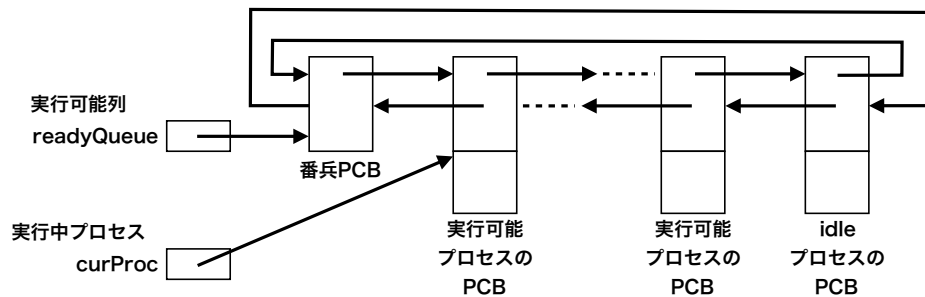 実行可能列
readyQueue
番兵PCB
実行中プロセス
curProc
実行可能
プロセスの
PCB
実行可能
プロセスの
PCB
idle
プロセスの
PCB